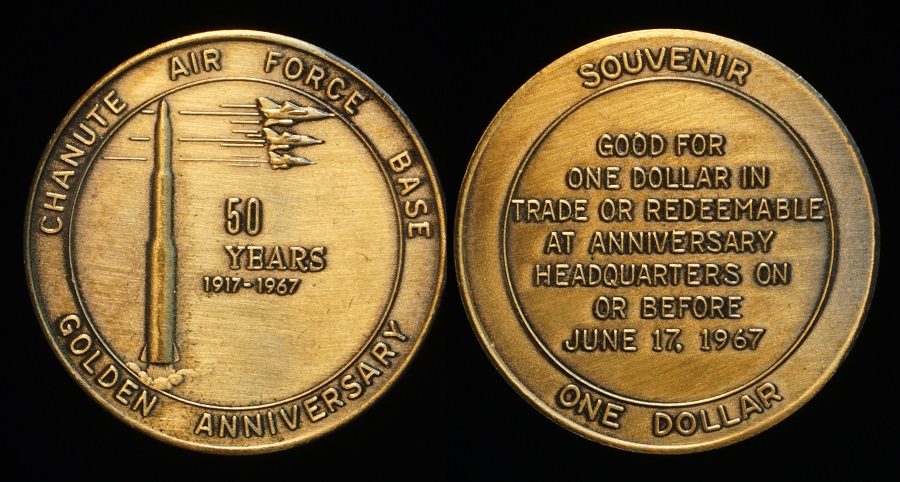 CHANUTE AIR FORCE BASE
50
YEARS
1917-1967
GOLDEN ANNIVERSARY
SOUVENIR
GOOD FOR
ONE DOLLAR IN
TRADE OR REDEEMABLE
AT ANNIVERSARY
HEADQUARTERS ON
OR BEFORE
JUNE 17, 1967
ONE DOLLAR